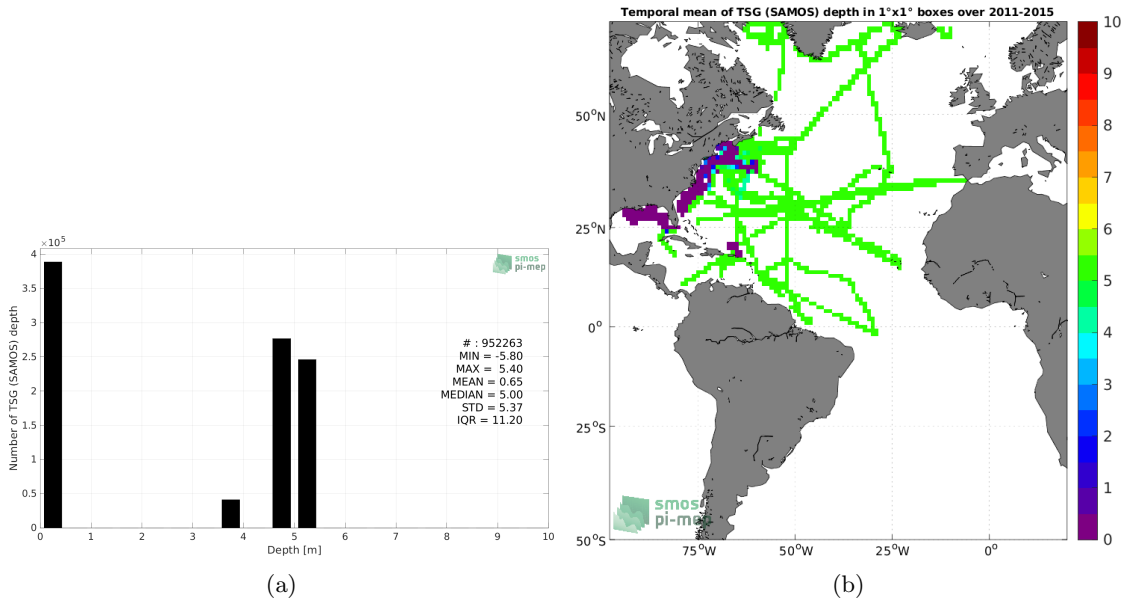 ×10⁵
4
3.5
3
2.5
2
1.5
1
0.5
0
Number of TSG (SAMOS) depth
smos
pi-mep
# : 952263
MIN = -5.80
MAX = 5.40
MEAN = 0.65
MEDIAN = 5.00
STD = 5.37
IQR = 11.20
0 1 2 3 4 5 6 7 8 9 10
Depth [m]
(a)
Temporal mean of TSG (SAMOS) depth in 1°x1° boxes over 2011-2015
50°N
25°N
0°
25°S
50°S
75°W 50°W 25°W 0°
smos
pi-mep
10
9
8
7
6
5
4
3
2
1
0
(b)